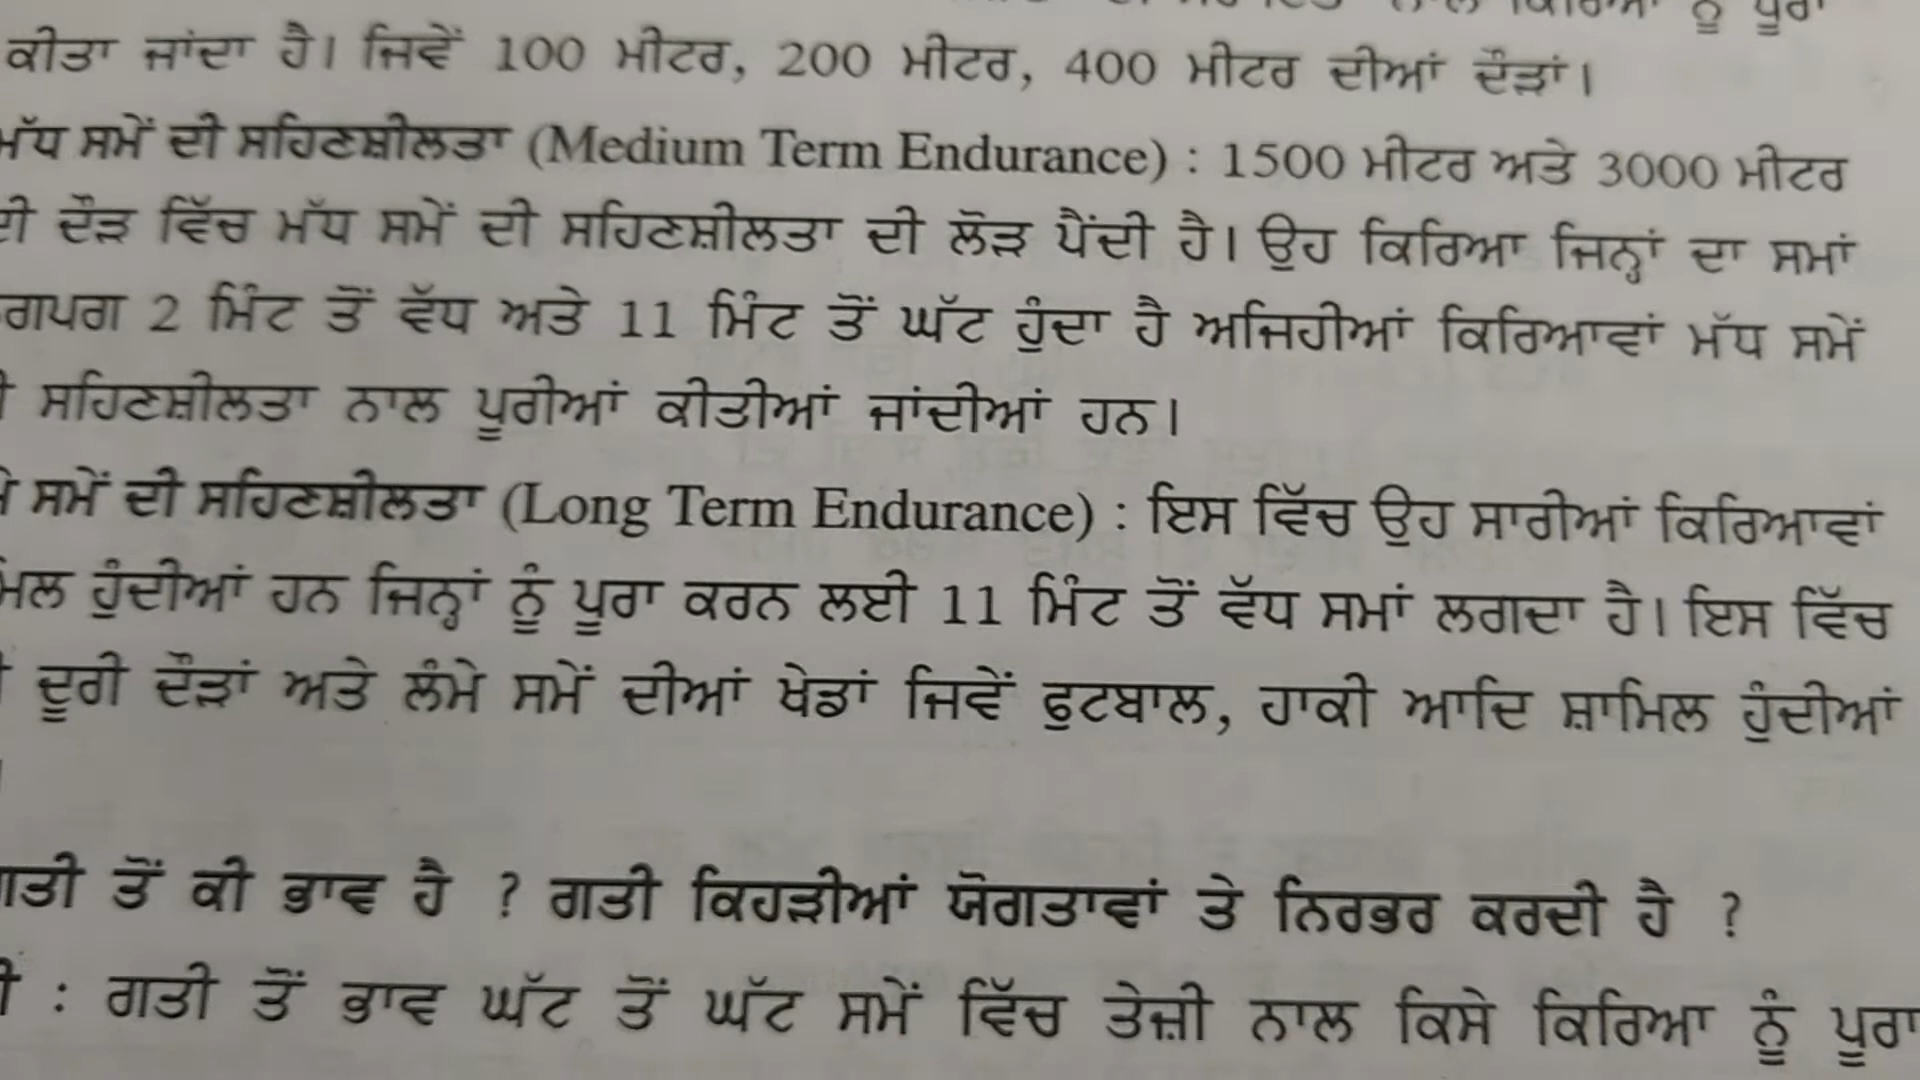 ਨਾਲ ਕਿਰਿਆ ਨੂੰ ਪੂਰਾ
ਕੀਤਾ ਜਾਂਦਾ ਹੈ। ਜਿਵੇਂ 100 ਮੀਟਰ, 200 ਮੀਟਰ, 400 ਮੀਟਰ ਦੀਆਂ ਦੌੜਾਂ।
ਮੱਧ ਸਮੇਂ ਦੀ ਸਹਿਣਸ਼ੀਲਤਾ (Medium Term Endurance) : 1500 ਮੀਟਰ ਅਤੇ 3000 ਮੀਟਰ
ਦੀ ਦੌੜ ਵਿੱਚ ਮੱਧ ਸਮੇਂ ਦੀ ਸਹਿਣਸ਼ੀਲਤਾ ਦੀ ਲੋੜ ਪੈਂਦੀ ਹੈ। ਉਹ ਕਿਰਿਆ ਜਿਨ੍ਹਾਂ ਦਾ ਸਮਾਂ
ਗਪਗ 2 ਮਿੰਟ ਤੋਂ ਵੱਧ ਅਤੇ 11 ਮਿੰਟ ਤੋਂ ਘੱਟ ਹੁੰਦਾ ਹੈ ਅਜਿਹੀਆਂ ਕਿਰਿਆਵਾਂ ਮੱਧ ਸਮੇਂ
ਸਹਿਣਸ਼ੀਲਤਾ ਨਾਲ ਪੂਰੀਆਂ ਕੀਤੀਆਂ ਜਾਂਦੀਆਂ ਹਨ।
ਸਮੇਂ ਦੀ ਸਹਿਣਸ਼ੀਲਤਾ (Long Term Endurance) : ਇਸ ਵਿੱਚ ਉਹ ਸਾਰੀਆਂ ਕਿਰਿਆਵਾਂ
ਮਿਲ ਹੁੰਦੀਆਂ ਹਨ ਜਿਨ੍ਹਾਂ ਨੂੰ ਪੂਰਾ ਕਰਨ ਲਈ 11 ਮਿੰਟ ਤੋਂ ਵੱਧ ਸਮਾਂ ਲਗਦਾ ਹੈ। ਇਸ ਵਿੱਚ
ਦੂਰੀ ਦੌੜਾਂ ਅਤੇ ਲੰਮੇ ਸਮੇਂ ਦੀਆਂ ਖੇਡਾਂ ਜਿਵੇਂ ਫੁਟਬਾਲ, ਹਾਕੀ ਆਦਿ ਸ਼ਾਮਿਲ ਹੁੰਦੀਆਂ
ਗਤੀ ਤੋਂ ਕੀ ਭਾਵ ਹੈ ? ਗਤੀ ਕਿਹੜੀਆਂ ਯੋਗਤਾਵਾਂ ਤੇ ਨਿਰਭਰ ਕਰਦੀ ਹੈ ?
: ਗਤੀ ਤੋਂ ਭਾਵ ਘੱਟ ਤੋਂ ਘੱਟ ਸਮੇਂ ਵਿੱਚ ਤੇਜ਼ੀ ਨਾਲ ਕਿਸੇ ਕਿਰਿਆ ਨੂੰ ਪੂਰਾ